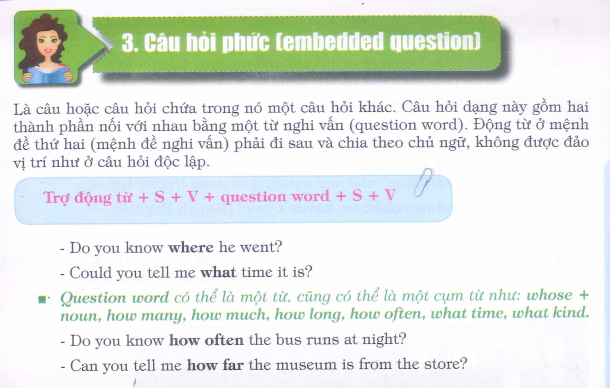 3. Câu hỏi phức (embedded question)
Là câu hoặc câu hỏi chứa trong nó một câu hỏi khác. Câu hỏi dạng này gồm hai
thành phần nối với nhau bằng một từ nghi vấn (question word). Động từ ở mệnh
đề thứ hai (mệnh đề nghi vấn) phải đi sau và chia theo chủ ngữ, không được đảo
vị trí như ở câu hỏi độc lập.
Trợ động từ + S + V + question word + S + V
- Do you know where he went?
- Could you tell me what time it is?
Question word có thể là một từ, cũng có thể là một cụm từ như: whose +
noun, how many, how much, how long, how often, what time, what kind.
- Do you know how often the bus runs at night?
- Can you tell me how far the museum is from the store?